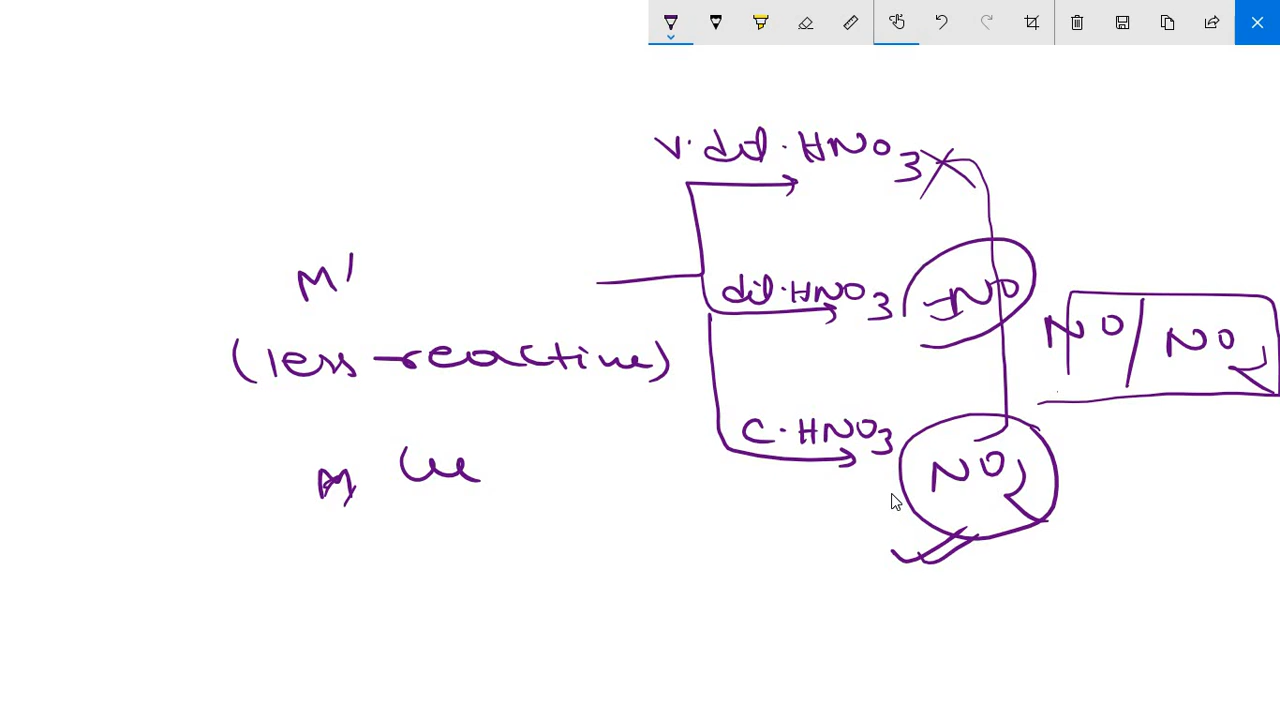 V. dil. HNO3
M'
dil. HNO3 - NO
NO / NO2
(less-reactive)
C. HNO3
NO2
M Cu